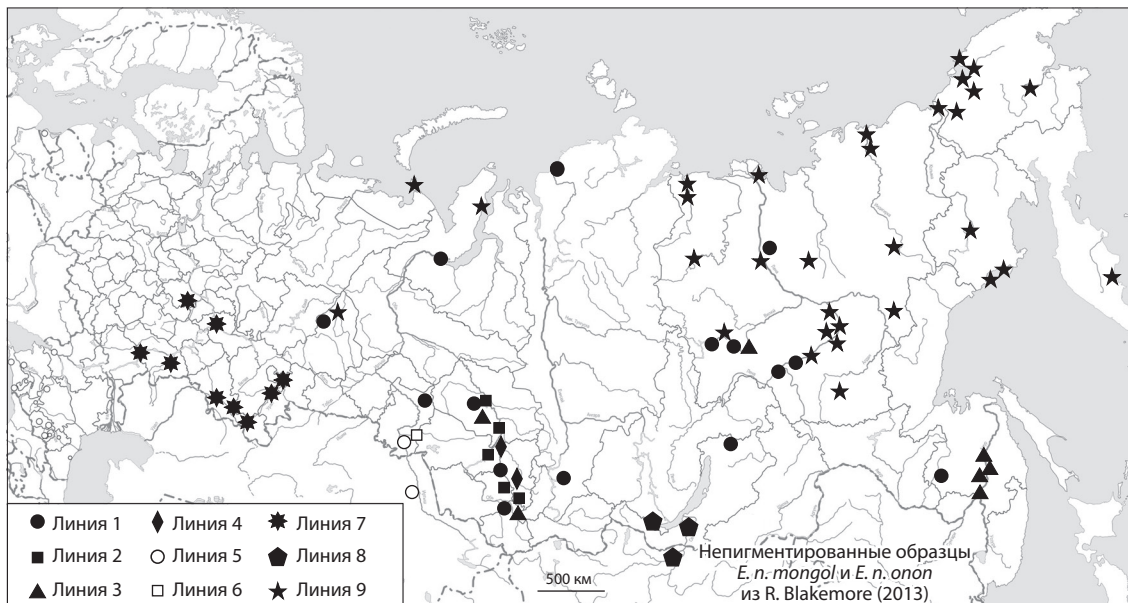 Линия 1
Линия 4
Линия 7
Линия 2
Линия 5
Линия 8
Линия 3
Линия 6
Линия 9
500 км
Непигментированные образцы
E. n. mongol и E. n. onon
из R. Blakemore (2013)